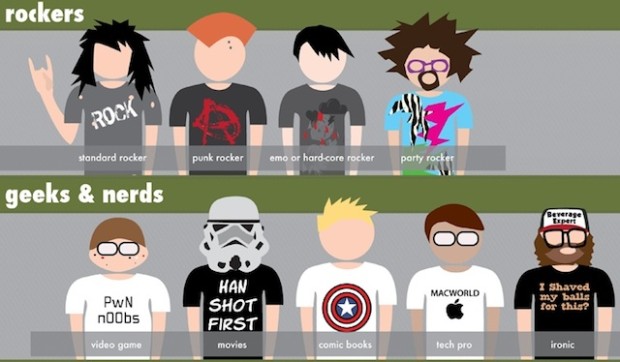 rockers
ROCK
standard rocker
punk rocker
emo or hard-core rocker
party rocker
geeks & nerds
PwN
n00bs
HAN
SHOT
FIRST
MACWORLD
Beverage
Expert
I Shaved
my balls
for this?
video game
movies
comic books
tech pro
ironic